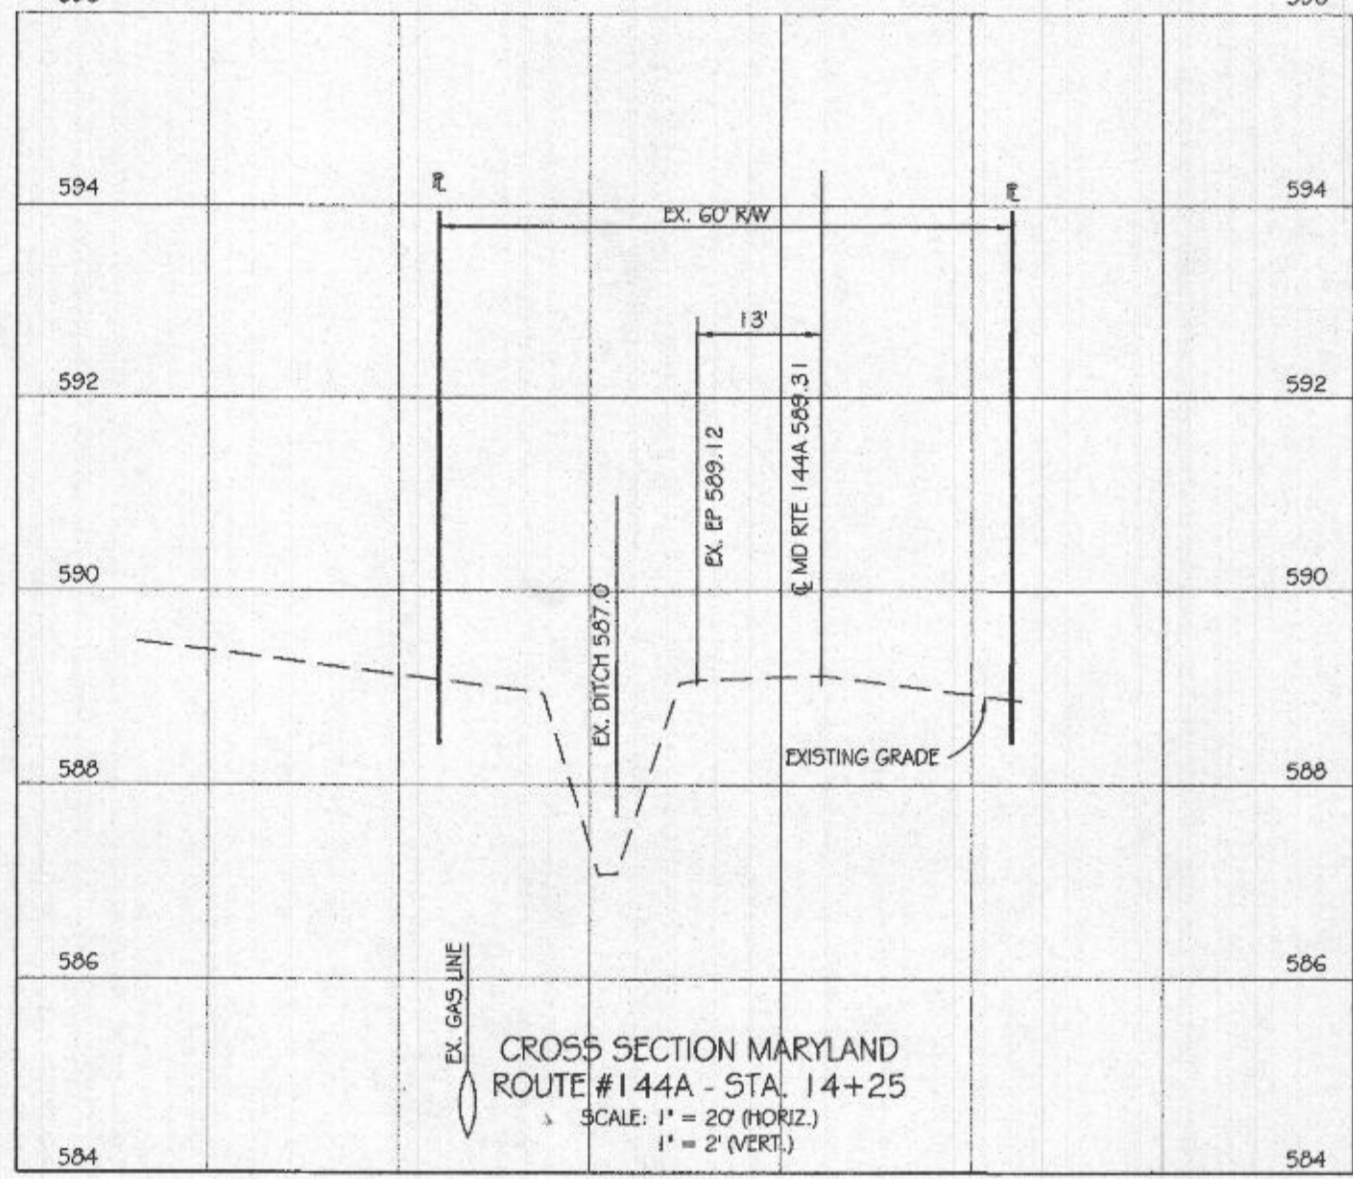 594
594
EX. 60' R/W
13'
592
592
EX. EP 589.12
℄ MD RTE 144A 589.31
590
590
EX. DITCH 587.0
EXISTING GRADE
588
588
586
586
EX. GAS LINE
CROSS SECTION MARYLAND
ROUTE #144A - STA. 14+25
SCALE: 1" = 20' (HORIZ.)
1" = 2' (VERT.)
584
584